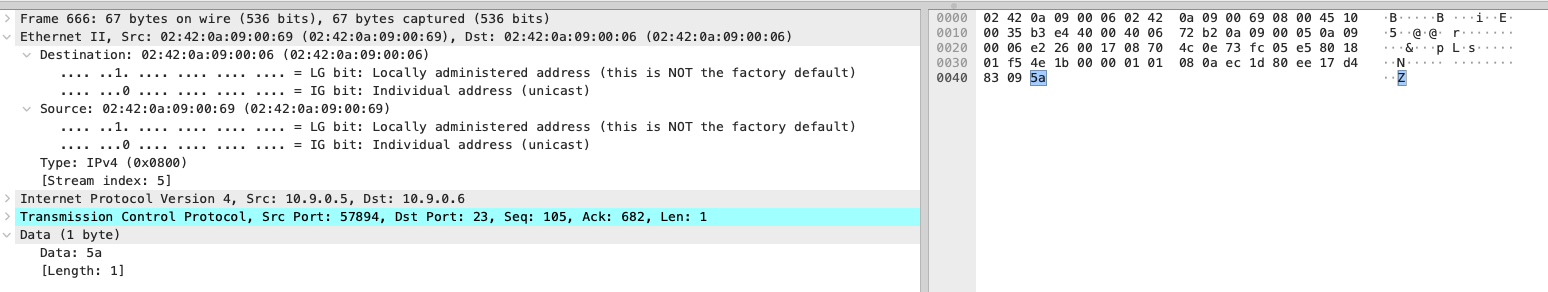 Frame 666: 67 bytes on wire (536 bits), 67 bytes captured (536 bits)
Ethernet II, Src: 02:42:0a:09:00:69 (02:42:0a:09:00:69), Dst: 02:42:0a:09:00:06 (02:42:0a:09:00:06)
Destination: 02:42:0a:09:00:06 (02:42:0a:09:00:06)
.... ..1. .... .... .... .... = LG bit: Locally administered address (this is NOT the factory default)
.... ...0 .... .... .... .... = IG bit: Individual address (unicast)
Source: 02:42:0a:09:00:69 (02:42:0a:09:00:69)
.... ..1. .... .... .... .... = LG bit: Locally administered address (this is NOT the factory default)
.... ...0 .... .... .... .... = IG bit: Individual address (unicast)
Type: IPv4 (0x0800)
[Stream index: 5]
Internet Protocol Version 4, Src: 10.9.0.5, Dst: 10.9.0.6
Transmission Control Protocol, Src Port: 57894, Dst Port: 23, Seq: 105, Ack: 682, Len: 1
Data (1 byte)
Data: 5a
[Length: 1]
0000 02 42 0a 09 00 06 02 42 0a 09 00 69 08 00 45 10 ·B·····B ···i··E·
0010 00 35 b3 e4 40 00 40 06 72 b2 0a 09 00 05 0a 09 ·5··@·@· r·······
0020 00 06 e2 26 00 17 08 70 4c 0e 73 fc 05 e5 80 18 ···&···p L·s·····
0030 01 f5 4e 1b 00 00 01 01 08 0a ec 1d 80 ee 17 d4 ··N····· ········
0040 83 09 5a ··Z